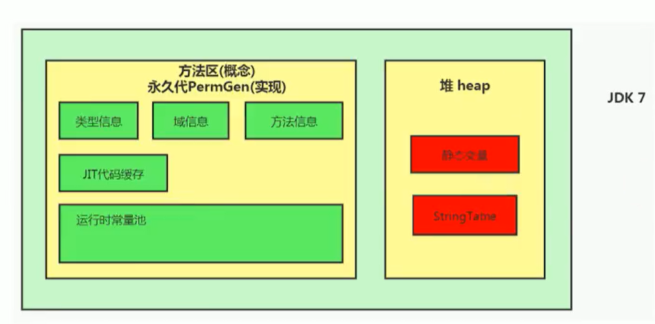 方法区(概念)
永久代PermGen(实现)
类型信息
域信息
方法信息
JIT代码缓存
运行时常量池
堆 heap
静态变量
StringTatme
JDK 7